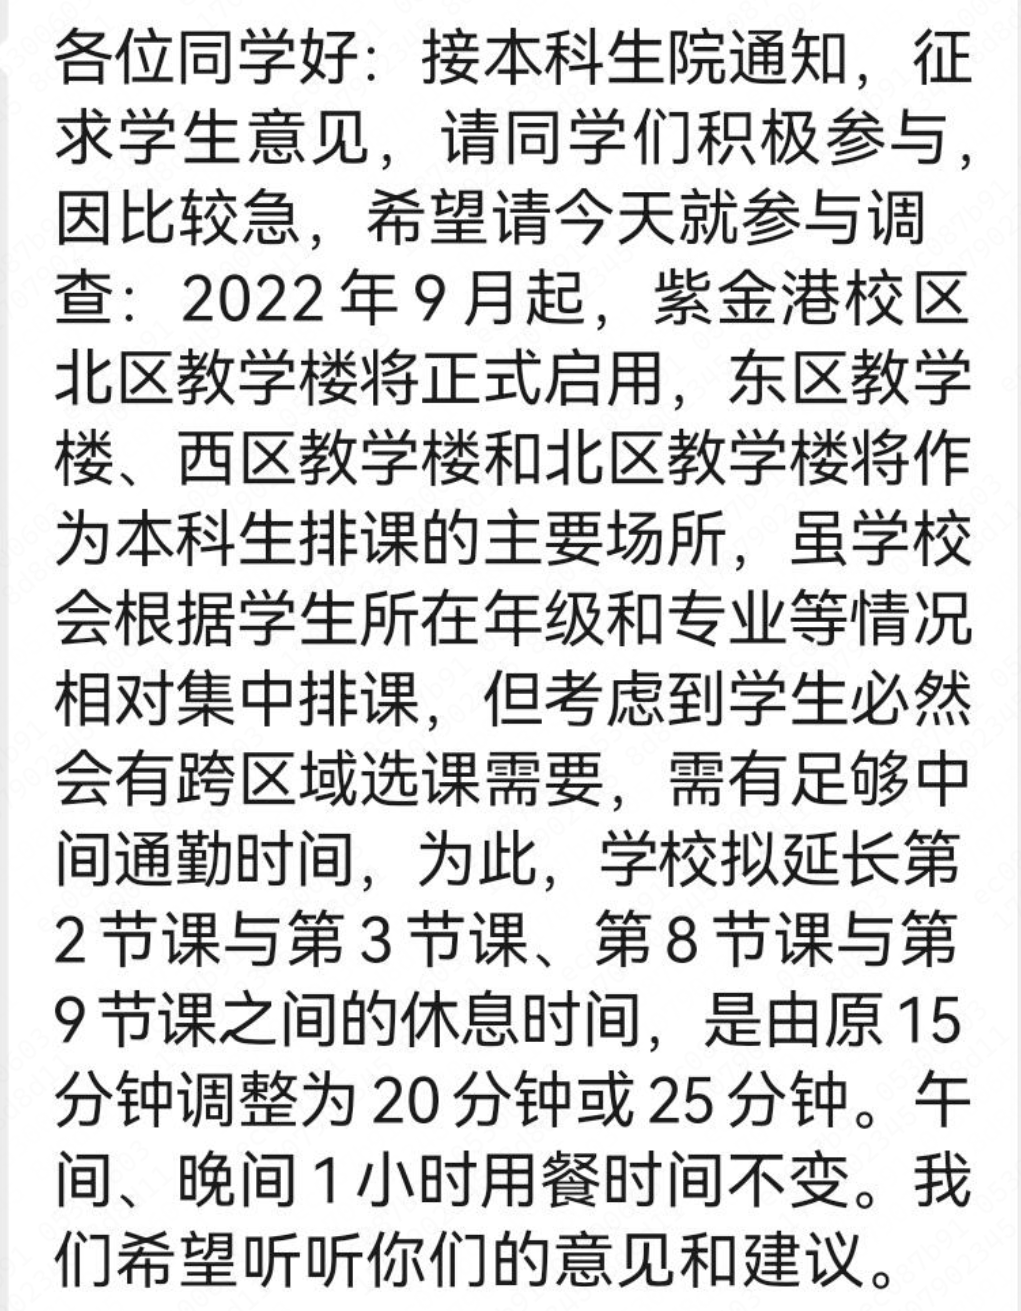 各位同学好：接本科生院通知，征
求学生意见，请同学们积极参与，
因比较急，希望请今天就参与调
查：2022年9月起，紫金港校区
北区教学楼将正式启用，东区教学
楼、西区教学楼和北区教学楼将作
为本科生排课的主要场所，虽学校
会根据学生所在年级和专业等情况
相对集中排课，但考虑到学生必然
会有跨区域选课需要，需有足够中
间通勤时间，为此，学校拟延长第
2节课与第3节课、第8节课与第
9节课之间的休息时间，是由原15
分钟调整为20分钟或25分钟。午
间、晚间1小时用餐时间不变。我
们希望听听你们的意见和建议。